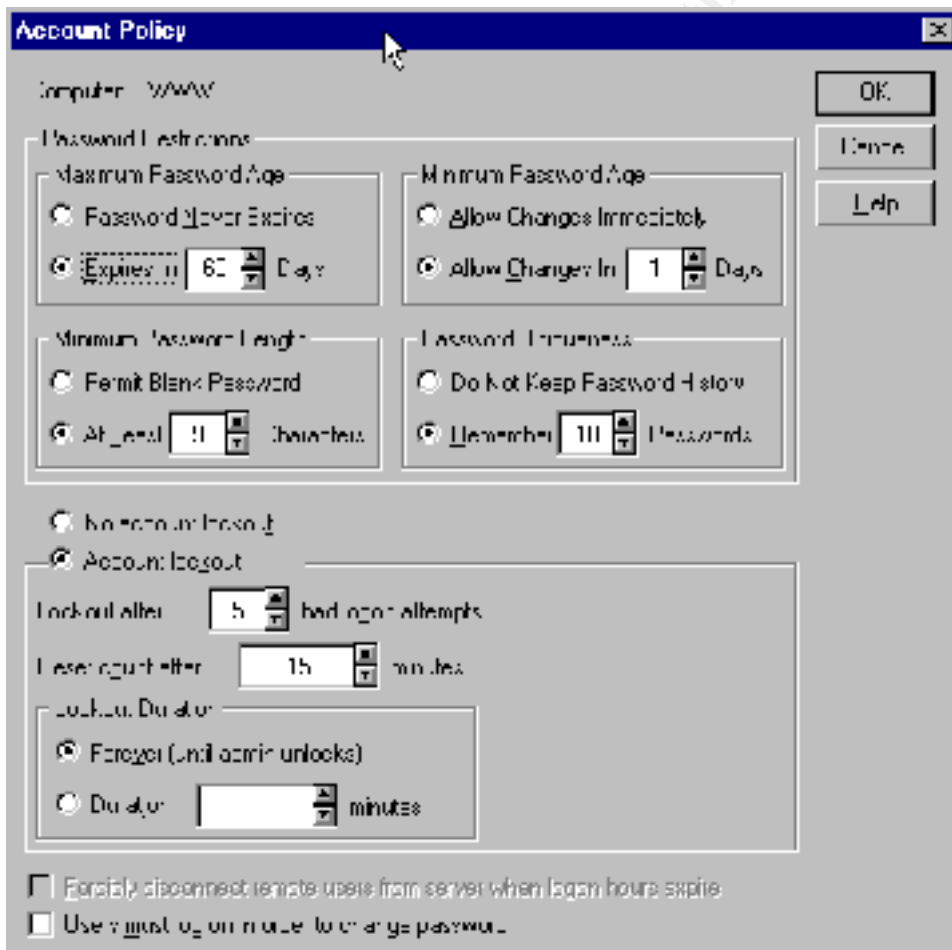 Account Policy
Computer: WWW
OK
Cancel
Help
Password Restrictions
Maximum Password Age
Password Never Expires
Expires In 60 Days
Minimum Password Age
Allow Changes Immediately
Allow Changes In 1 Days
Minimum Password Length
Permit Blank Password
At Least Characters
Password Uniqueness
Do Not Keep Password History
Remember 10 Passwords
No account lockout
Account lockout
Lockout after 5 bad logon attempts
Reset count after 15 minutes
Lockout Duration
Forever (until admin unlocks)
Duration minutes
Forcibly disconnect remote users from server when logon hours expire
Users must log on in order to change password